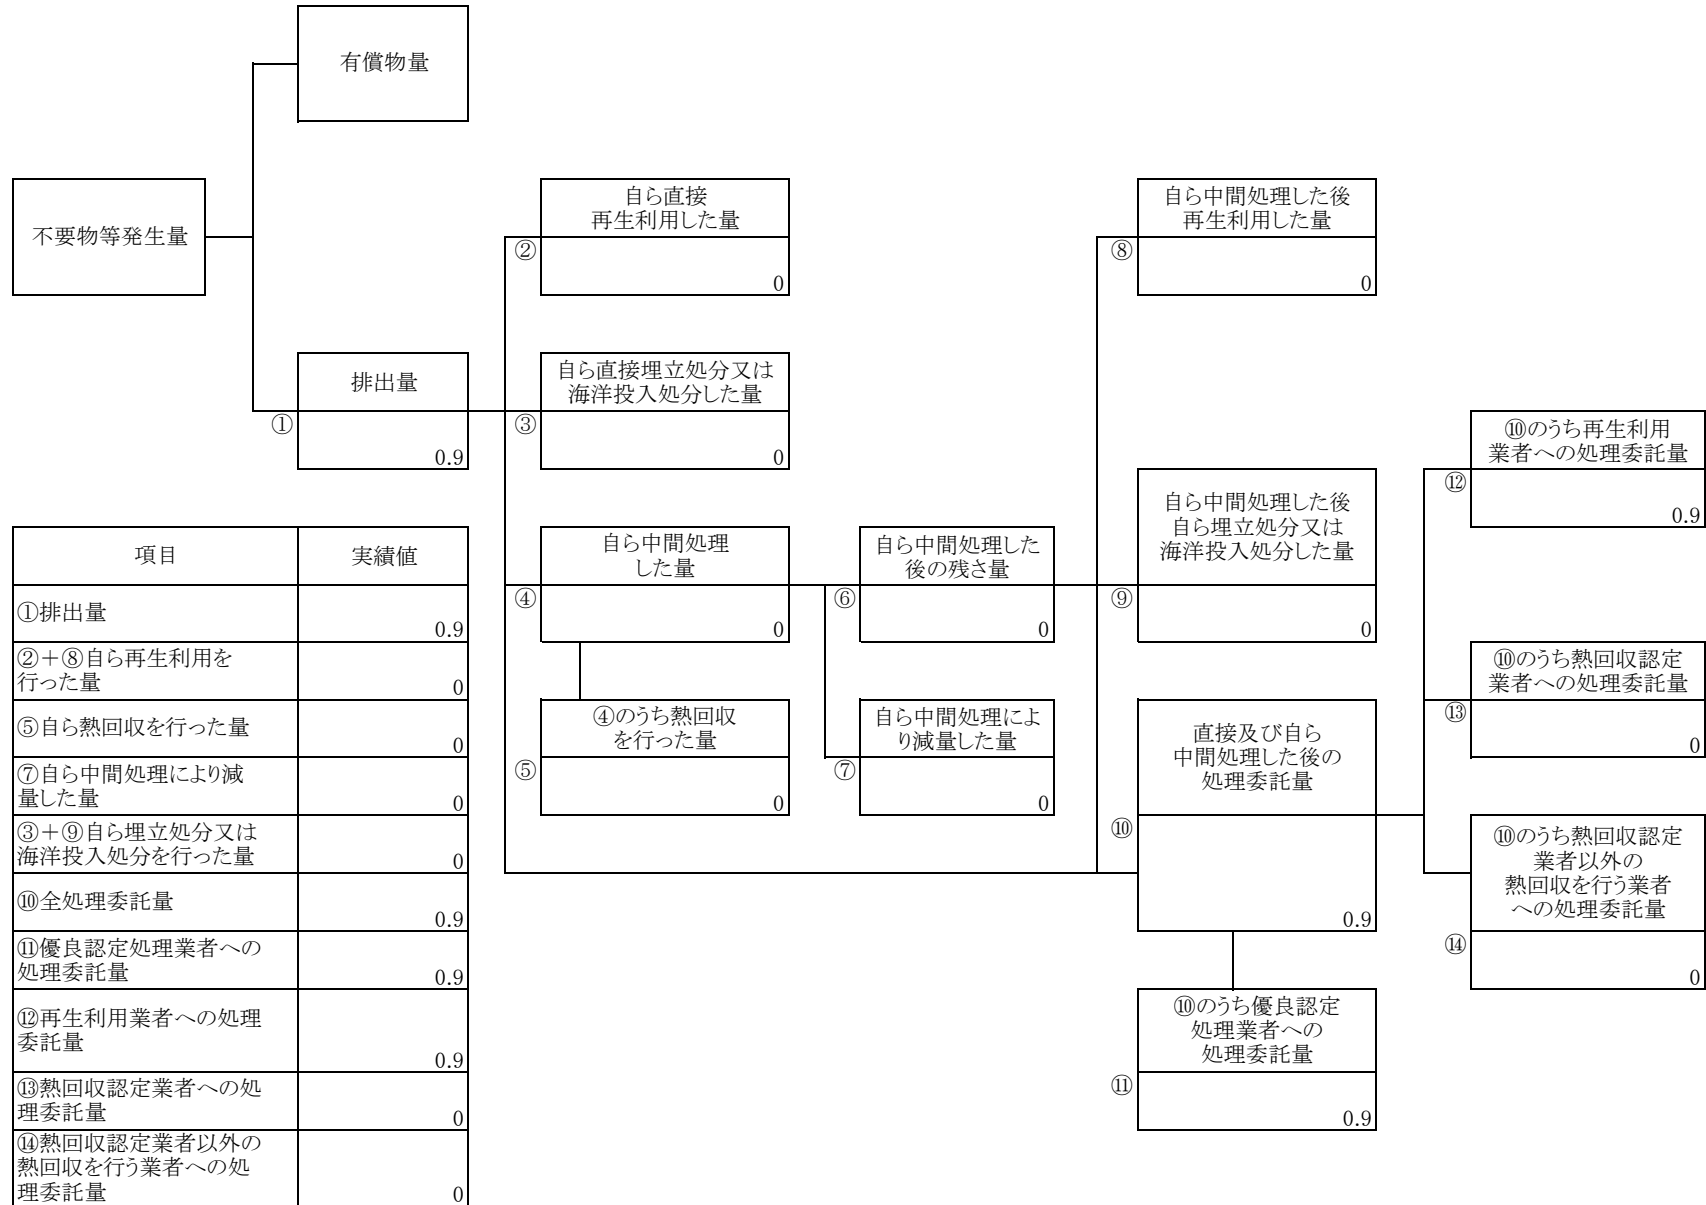 有償物量
不要物等発生量
自ら直接
再生利用した量
②
0
自ら中間処理した後
再生利用した量
⑧
0
排出量
①
0.9
自ら直接埋立処分又は
海洋投入処分した量
③
0
⑩のうち再生利用
業者への処理委託量
⑫
0.9
自ら中間処理
した量
④
0
自ら中間処理した
後の残さ量
⑥
0
自ら中間処理した後
自ら埋立処分又は
海洋投入処分した量
⑨
0
⑩のうち熱回収認定
業者への処理委託量
⑬
0
④のうち熱回収
を行った量
⑤
0
自ら中間処理によ
り減量した量
⑦
0
直接及び自ら
中間処理した後の
処理委託量
⑩
0.9
⑩のうち熱回収認定
業者以外の
熱回収を行う業者
への処理委託量
⑭
0
⑩のうち優良認定
処理業者への
処理委託量
⑪
0.9
項目 実績値
①排出量
0.9
②+⑧自ら再生利用を
行った量
0
⑤自ら熱回収を行った量
0
⑦自ら中間処理により減
量した量
0
③+⑨自ら埋立処分又は
海洋投入処分を行った量
0
⑩全処理委託量
0.9
⑪優良認定処理業者への
処理委託量
0.9
⑫再生利用業者への処理
委託量
0.9
⑬熱回収認定業者への処
理委託量
0
⑭熱回収認定業者以外の
熱回収を行う業者への処
理委託量
0